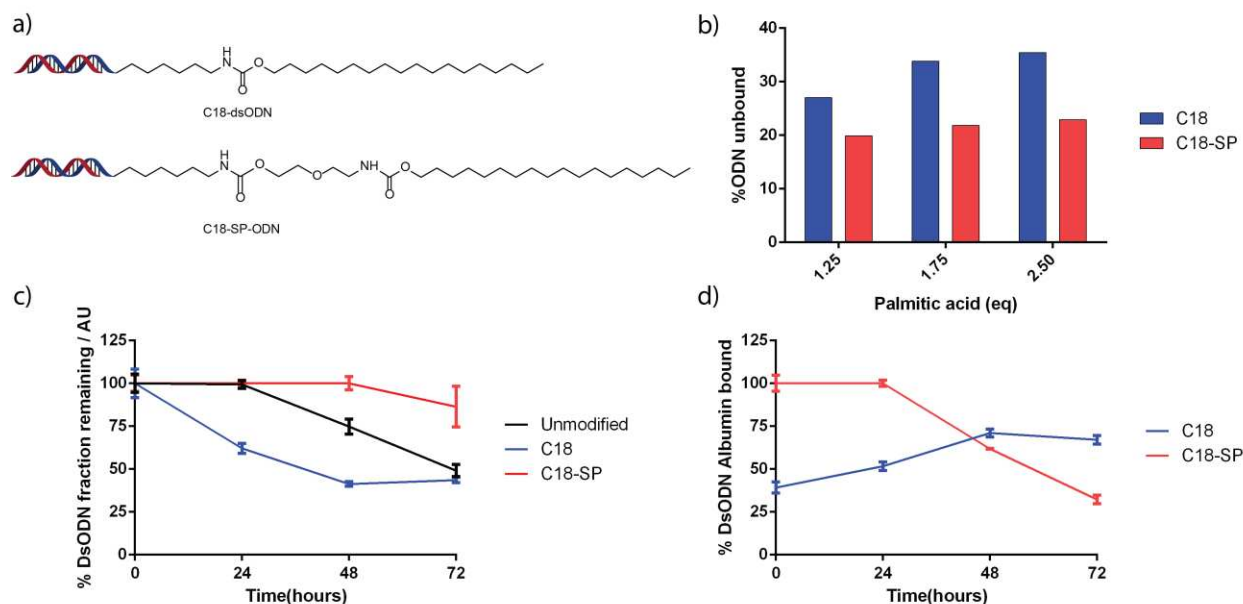 a)
H
N
O
O
C18-dsODN
H
N
O
O
O
NH
O
O
C18-SP-ODN
b)
%ODN unbound
40
30
20
10
0
1.25
1.75
2.50
Palmitic acid (eq)
C18
C18-SP
c)
% DsODN fraction remaining / AU
125
100
75
50
25
0
0 24 48 72
Time(hours)
Unmodified
C18
C18-SP
d)
% DsODN Albumin bound
125
100
75
50
25
0
0 24 48 72
Time(hours)
C18
C18-SP